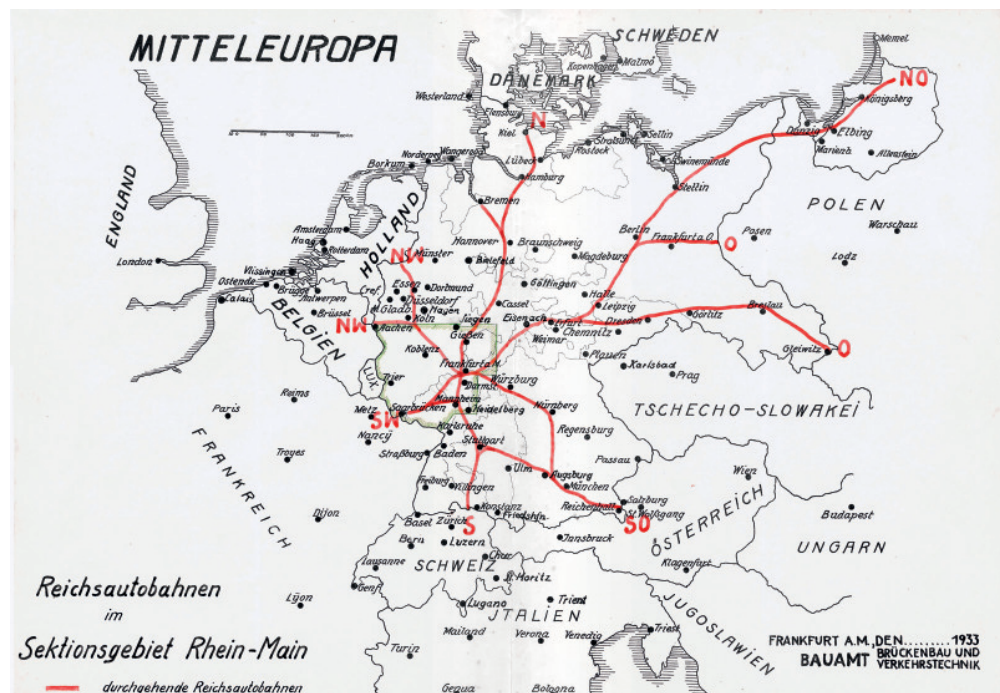 MITTELEUROPA
SCHWEDEN
Memel
Kopenhagen
Malmö
DÄNEMARK
NO
Westerland
Königsberg
Flensburg
N
Danzig
Elbing
Kiel
Stralsund
Sellin
Marienb.
Allenstein
Rostock
Norderney
Wangeroog
Lübeck
Swinemünde
Borkum
Hamburg
Stettin
ENGLAND
HOLLAND
Bremen
POLEN
Amsterdam
Warschau
Haag
Hannover
Braunschweig
Berlin
Frankfurt a.O.
Posen
Rotterdam
NW
Münster
Bielefeld
Magdeburg
O
London
Lodz
Vlissingen
Ostende
Essen
Dortmund
Göttingen
Halle
Calais
Brügge
Antwerpen
Cref.
Düsseldorf
Cassel
Leipzig
Breslau
BELGIEN
Brüssel
M.Gladb.
Hagen
Görlitz
NW
Köln
Siegen
Eisenach
Erfurt
Dresden
Aachen
Weimar
Chemnitz
Gießen
Gleiwitz
O
Koblenz
Plauen
Karlsbad
Frankfurt a.M.
Prag
LUX.
Trier
Darmst.
Würzburg
Reims
Mannheim
Paris
Metz
Saarbrücken
Heidelberg
Nürnberg
TSCHECHO-SLOWAKEI
SW
Karlsruhe
FRANKREICH
Nancy
Regensburg
Stuttgart
Troyes
Straßburg
Baden
Passau
Ulm
Augsburg
Wien
Freiburg
Villingen
München
Dijon
Konstanz
Reichenhall
Salzburg
St.Wolfgang
Basel
Zürich
S
Friedrshfn.
SO
Budapest
Bern
Luzern
Innsbruck
ÖSTERREICH
UNGARN
Chur
Lausanne
SCHWEIZ
Klagenfurt
Reichsautobahnen
Genf
St.Moritz
im
Lyon
Lugano
Trient
JUGOSLAWIEN
JTALIEN
Triest
Sektionsgebiet Rhein-Main
Mailand
Verona
Venedig
FRANKFURT A.M., DEN.........1933
Turin
BAUAMT BRÜCKENBAU UND
VERKEHRSTECHNIK
durchgehende Reichsautobahnen
Genua
Bologna